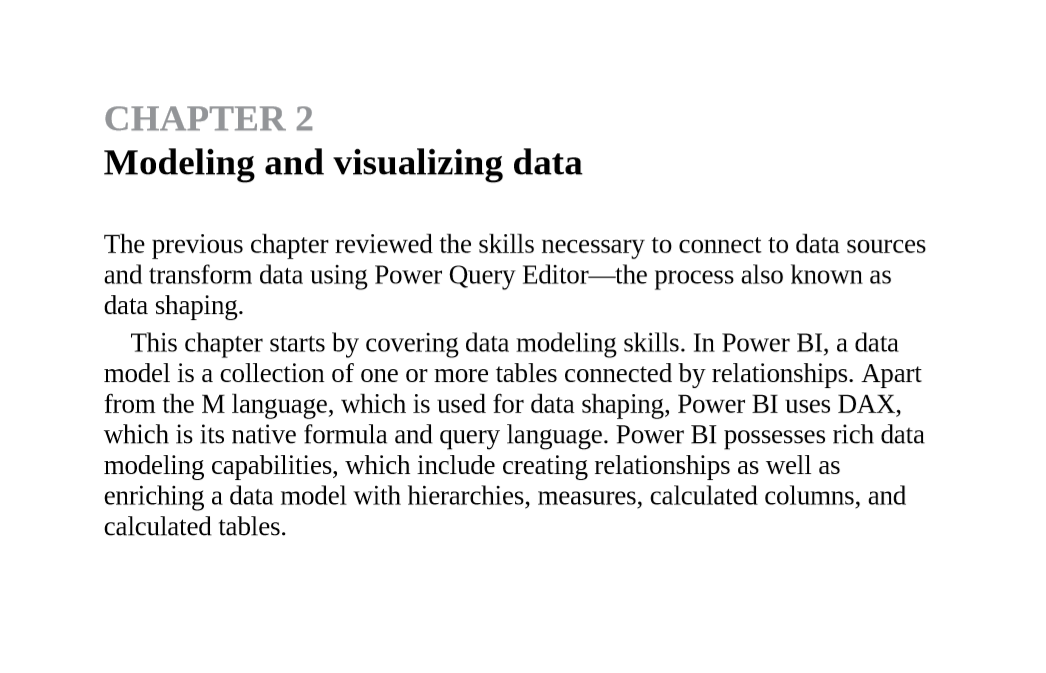 CHAPTER 2
Modeling and visualizing data
The previous chapter reviewed the skills necessary to connect to data sources
and transform data using Power Query Editor—the process also known as
data shaping.
This chapter starts by covering data modeling skills. In Power BI, a data
model is a collection of one or more tables connected by relationships. Apart
from the M language, which is used for data shaping, Power BI uses DAX,
which is its native formula and query language. Power BI possesses rich data
modeling capabilities, which include creating relationships as well as
enriching a data model with hierarchies, measures, calculated columns, and
calculated tables.